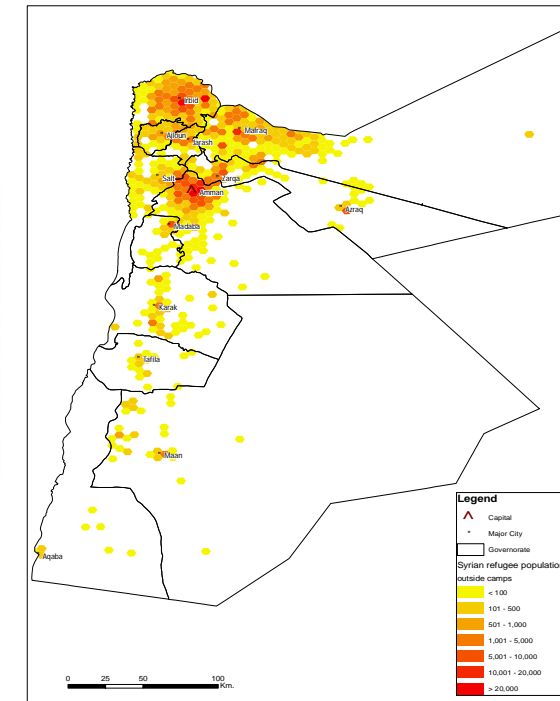 Irbid
Ajloun
Jarash
Mafraq
Salt
Zarqa
Amman
Azraq
Madaba
Karak
Tafila
Maan
Aqaba
Legend
Capital
Major City
Governorate
Syrian refugee population
outside camps
< 100
101 - 500
501 - 1,000
1,001 - 5,000
5,001 - 10,000
10,001 - 20,000
> 20,000
0 25 50 100
Km.